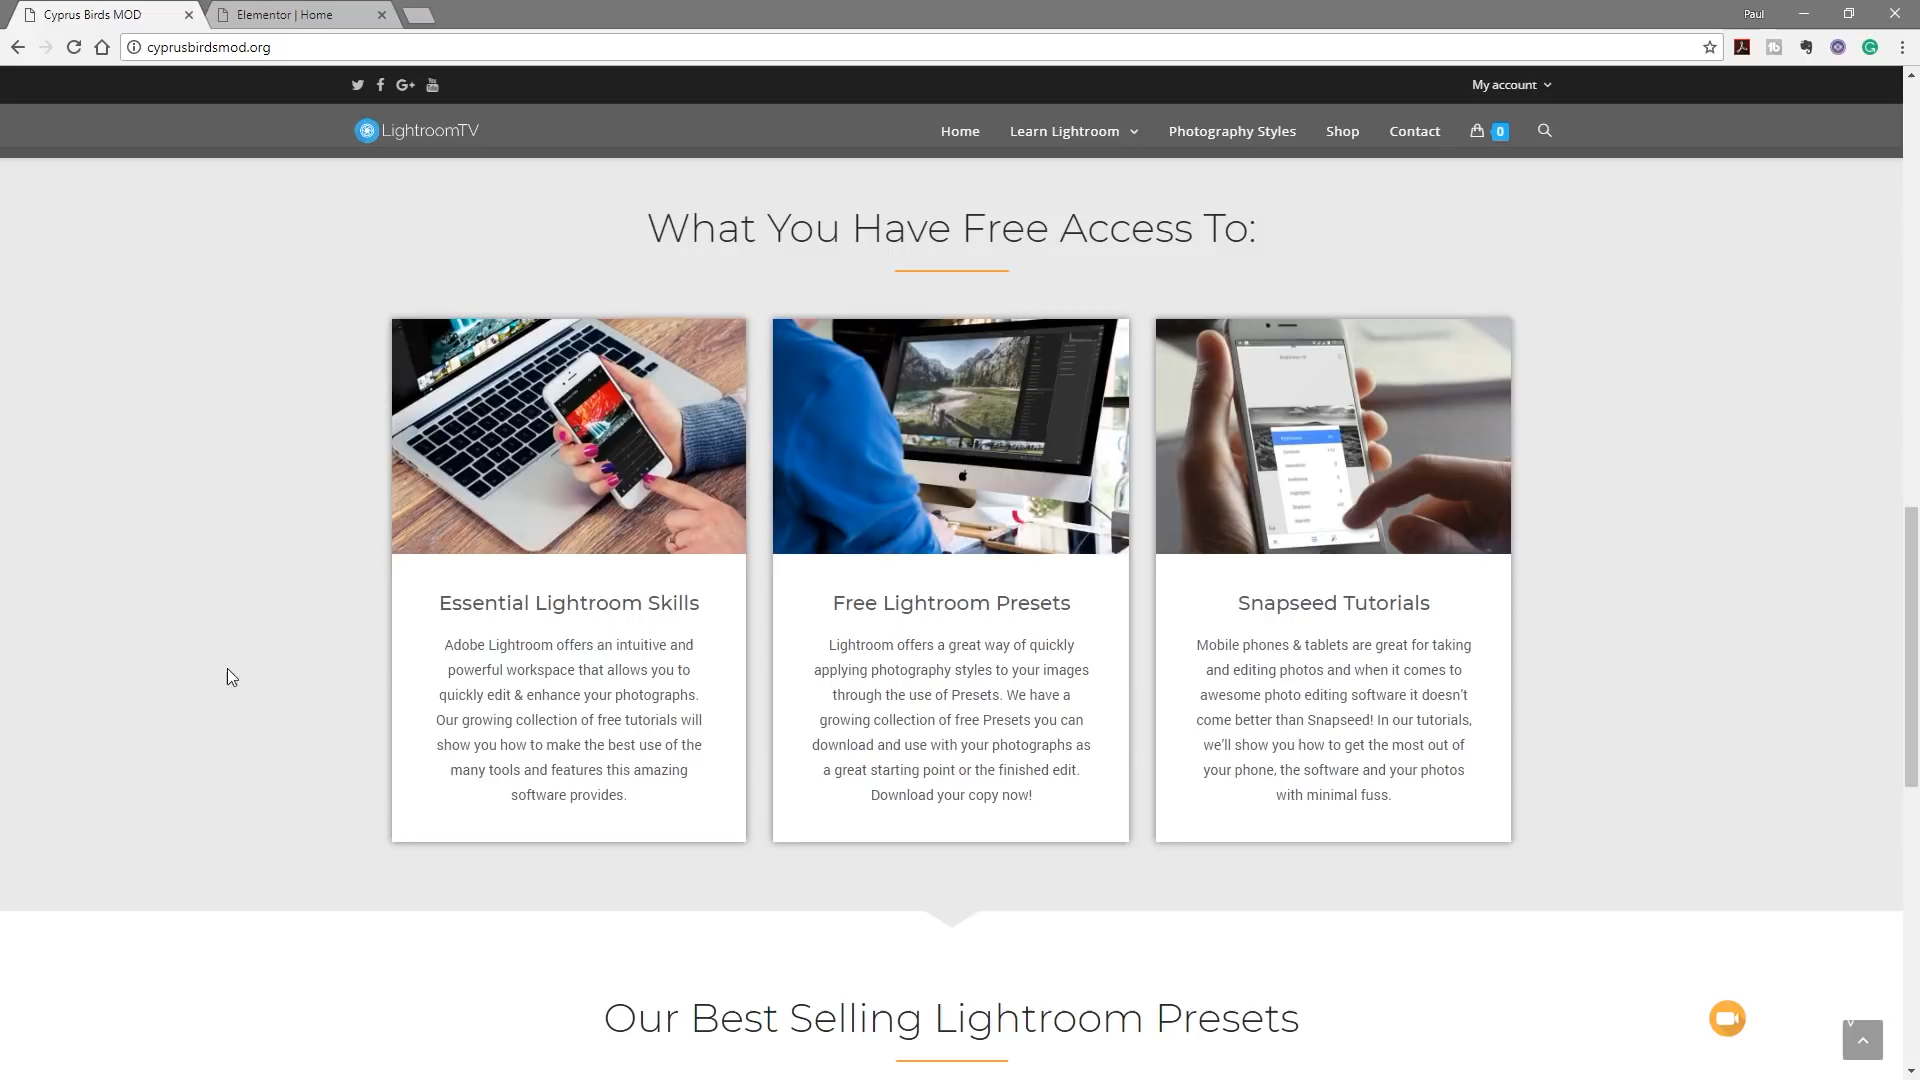 Cyprus Birds MOD
Elementor | Home
Paul
cyprusbirdsmod.org
My account
LightroomTV
Home
Learn Lightroom
Photography Styles
Shop
Contact
0
What You Have Free Access To:
Essential Lightroom Skills
Adobe Lightroom offers an intuitive and
powerful workspace that allows you to
quickly edit & enhance your photographs.
Our growing collection of free tutorials will
show you how to make the best use of the
many tools and features this amazing
software provides.
Free Lightroom Presets
Lightroom offers a great way of quickly
applying photography styles to your images
through the use of Presets. We have a
growing collection of free Presets you can
download and use with your photographs as
a great starting point or the finished edit.
Download your copy now!
Snapseed Tutorials
Mobile phones & tablets are great for taking
and editing photos and when it comes to
awesome photo editing software it doesn’t
come better than Snapseed! In our tutorials,
we’ll show you how to get the most out of
your phone, the software and your photos
with minimal fuss.
Our Best Selling Lightroom Presets